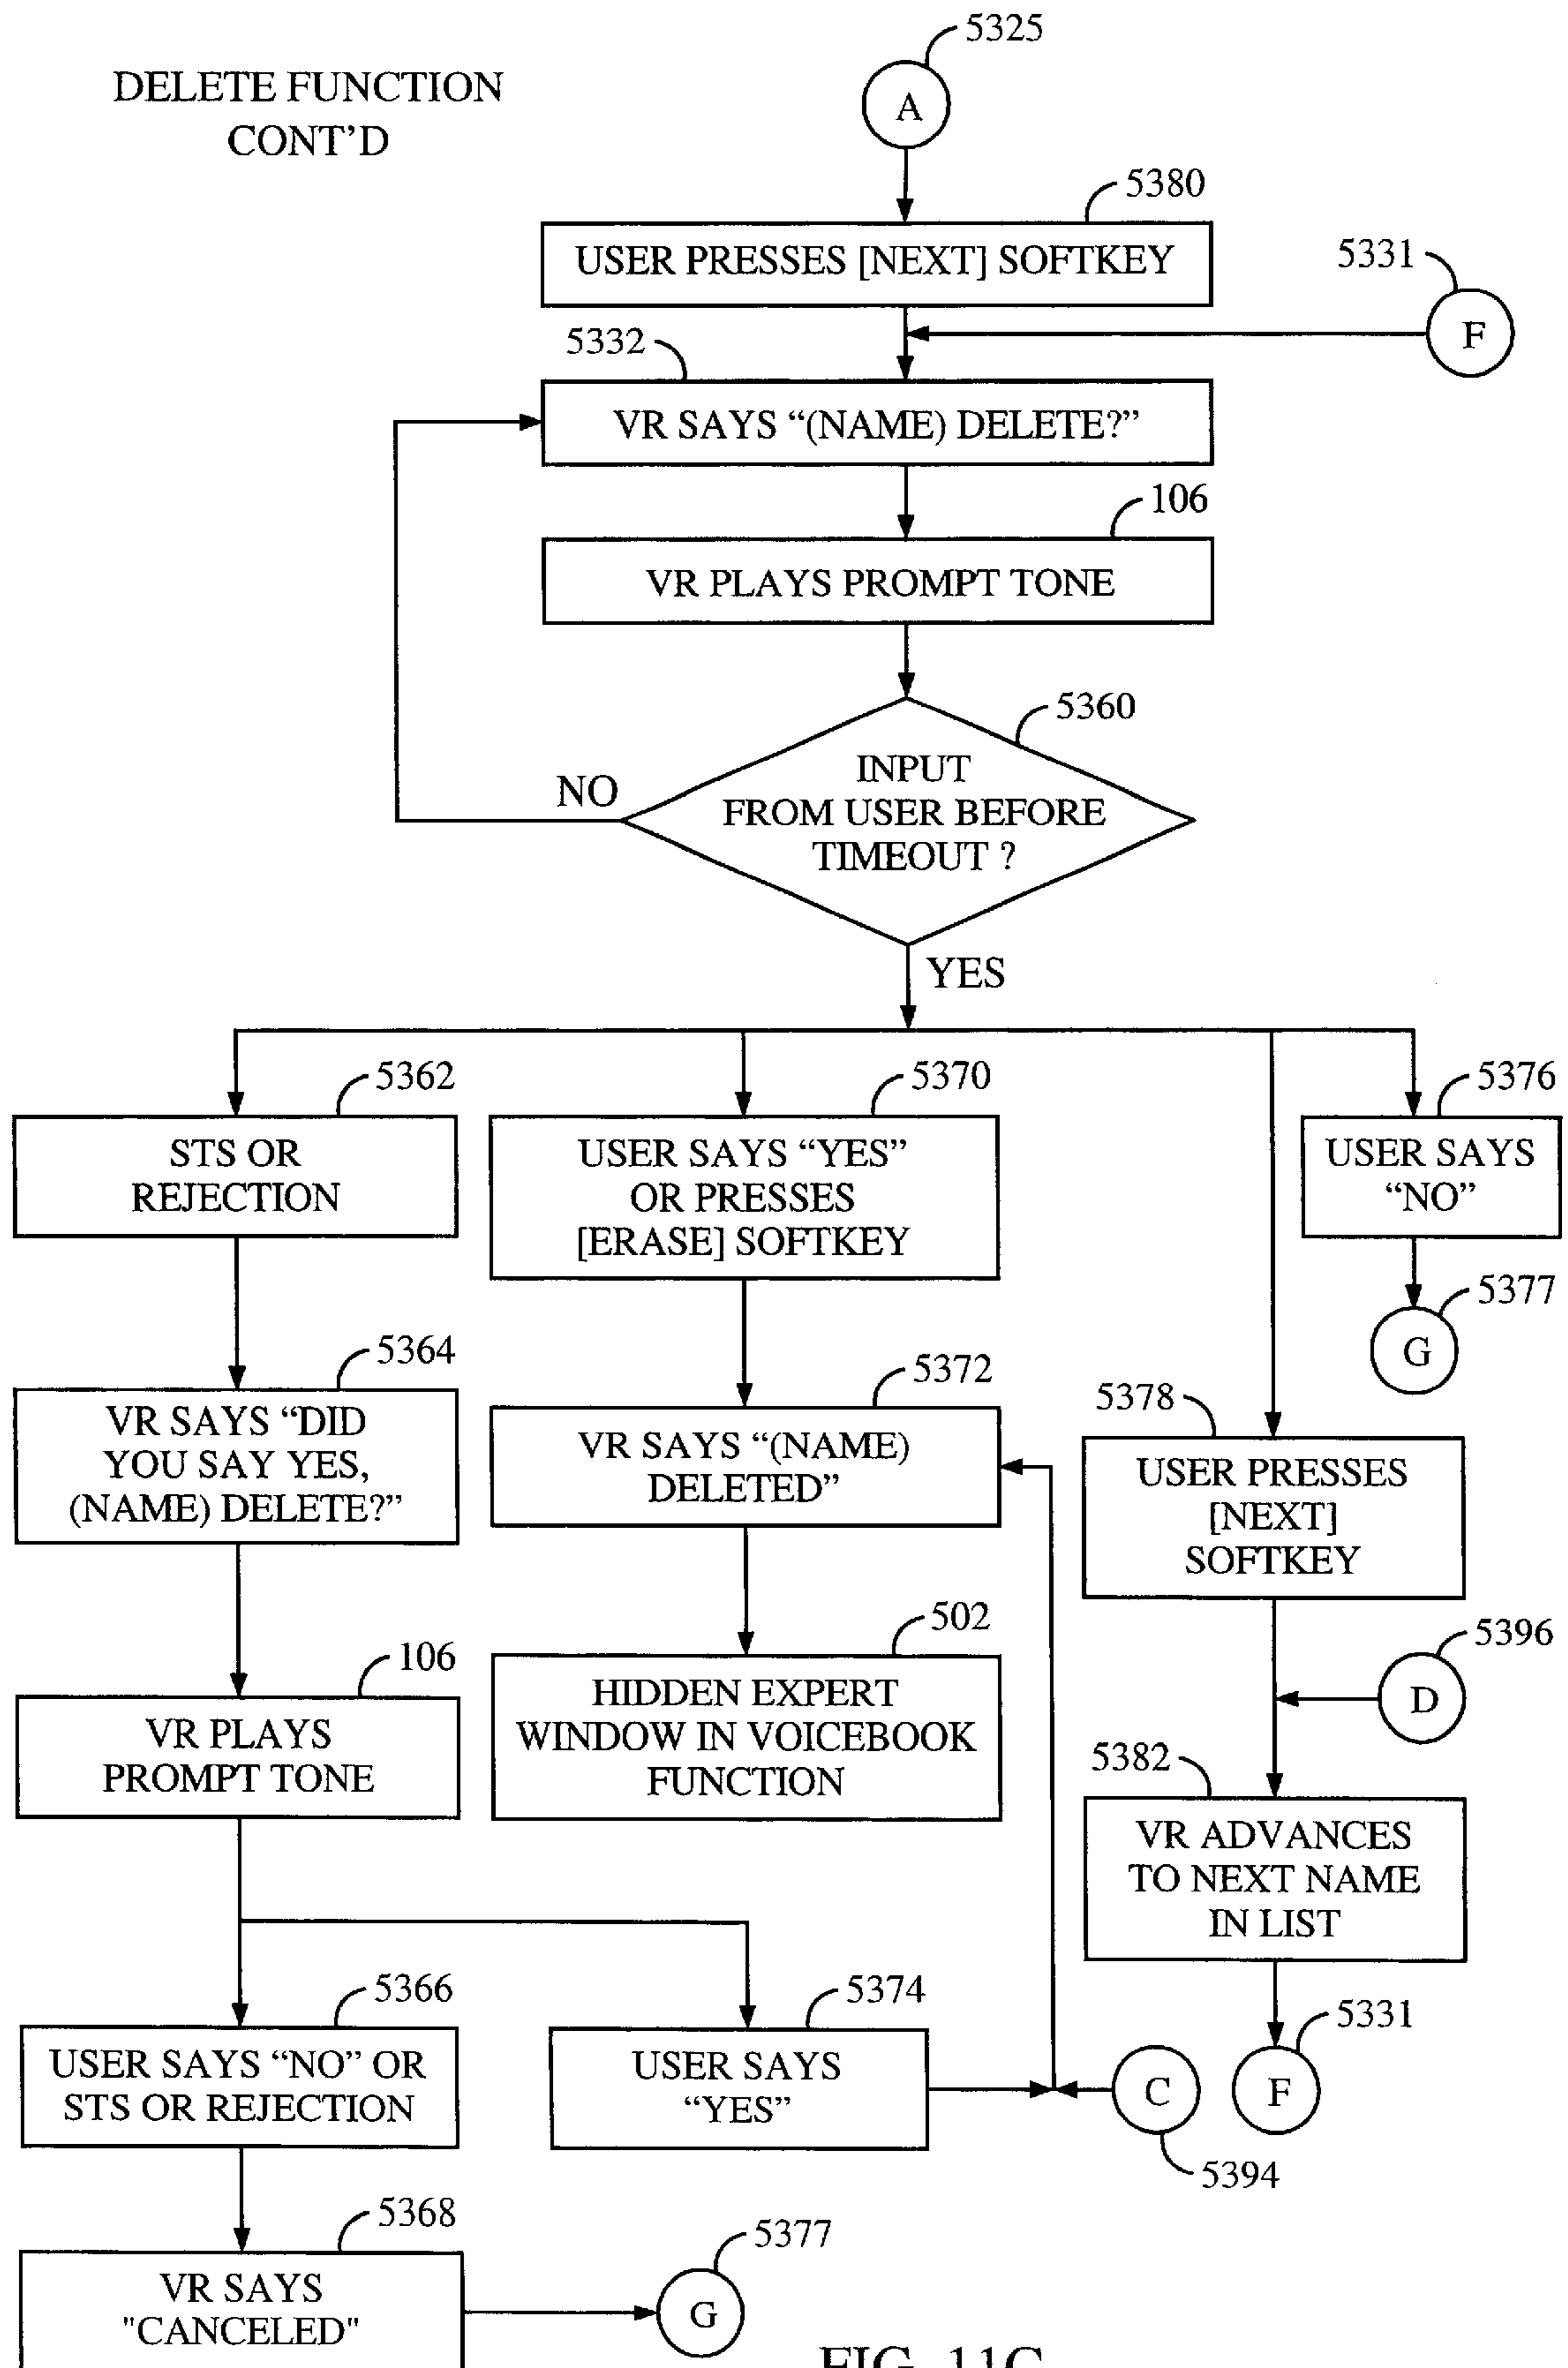 5325
DELETE FUNCTION
CONT'D
A
5380
USER PRESSES [NEXT] SOFTKEY
5331
F
5332
VR SAYS “(NAME) DELETE?”
106
VR PLAYS PROMPT TONE
5360
INPUT
FROM USER BEFORE
TIMEOUT ?
NO
YES
5362
STS OR
REJECTION
5370
USER SAYS “YES”
OR PRESSES
[ERASE] SOFTKEY
5376
USER SAYS
“NO”
5377
G
5364
VR SAYS “DID
YOU SAY YES,
(NAME) DELETE?”
5372
VR SAYS “(NAME)
DELETED”
5378
USER PRESSES
[NEXT]
SOFTKEY
106
VR PLAYS
PROMPT TONE
502
HIDDEN EXPERT
WINDOW IN VOICEBOOK
FUNCTION
5396
D
5382
VR ADVANCES
TO NEXT NAME
IN LIST
5366
USER SAYS “NO” OR
STS OR REJECTION
5374
USER SAYS
“YES”
5331
C
F
5394
5368
VR SAYS
"CANCELED"
5377
G
FIG. 11C